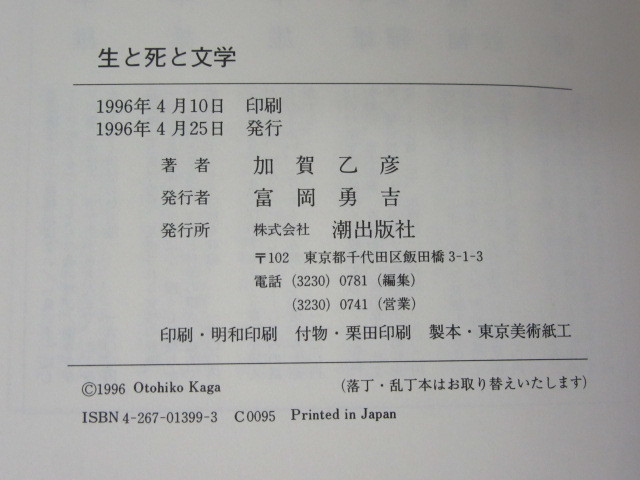 生と死と文学
1996年4月10日 印刷
1996年4月25日 発行
著者 加賀乙彦
発行者 富岡勇吉
発行所 株式会社 潮出版社
〒102 東京都千代田区飯田橋3-1-3
電話 (3230) 0781 (編集)
(3230) 0741 (営業)
印刷・明和印刷 付物・栗田印刷 製本・東京美術紙工
©1996 Otohiko Kaga (落丁・乱丁本はお取り替えいたします)
ISBN4-267-01399-3 C0095 Printed in Japan